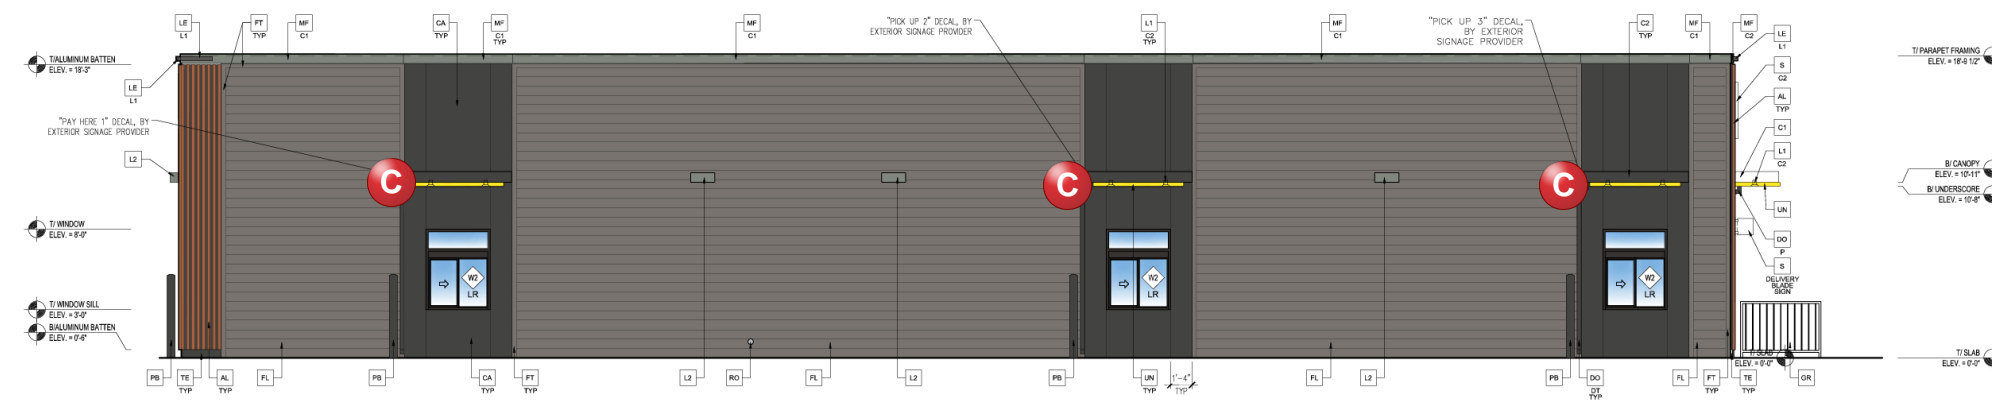 LE
L1
FT
TYP
MF
C1
CA
TYP
MF
C1
TYP
MF
C1
"PICK UP 2" DECAL, BY
EXTERIOR SIGNAGE PROVIDER
L1
C2
TYP
MF
C1
"PICK UP 3" DECAL,
BY EXTERIOR
SIGNAGE PROVIDER
C2
TYP
MF
C1
MF
C2
LE
L1
T/ALUMINUM BATTEN
ELEV. = 18'-3"
T/ PARAPET FRAMING
ELEV. = 18'-9 1/2"
S
C2
LE
L1
AL
TYP
"PAY HERE 1" DECAL, BY
EXTERIOR SIGNAGE PROVIDER
C1
L2
L1
C2
B/ CANOPY
ELEV. = 10'-11"
C
C
C
B/ UNDERSCORE
ELEV. = 10'-8"
UN
T/ WINDOW
ELEV. = 8'-0"
DO
P
S
DELIVERY
BLADE
SIGN
W2
LR
W2
LR
W2
LR
T/ WINDOW SILL
ELEV. = 3'-0"
B/ALUMINUM BATTEN
ELEV. = 0'-6"
T/ SLAB
ELEV. = 0'-0"
T/ SLAB
ELEV. = 0'-0"
PB
TE
TYP
AL
TYP
FL
PB
CA
TYP
FT
TYP
L2
RO
FL
L2
PB
UN
TYP
1'-4"
TYP
FL
L2
PB
DO
DT
TYP
FL
FT
TYP
TE
TYP
GR